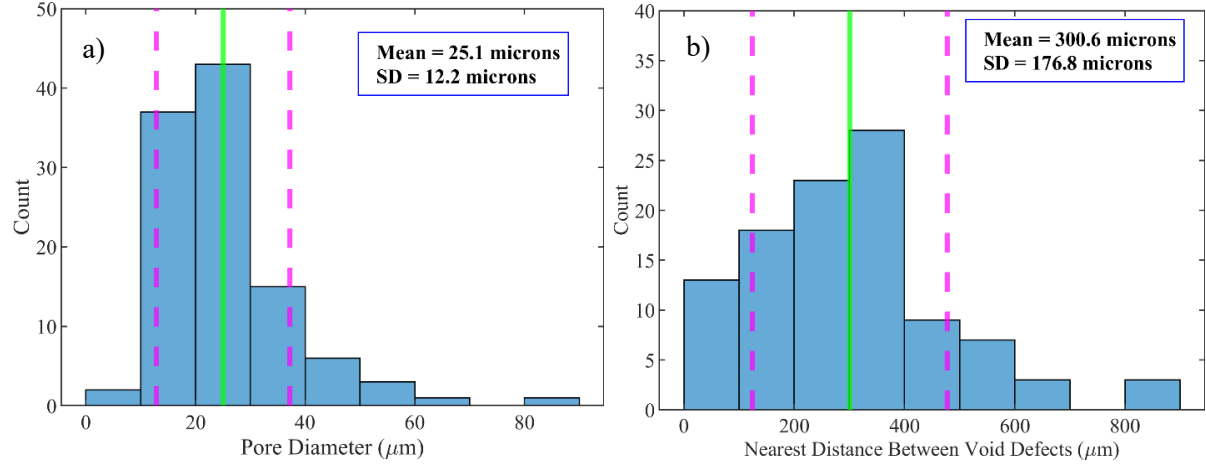 a)
Mean = 25.1 microns
SD = 12.2 microns
50
40
30
20
10
0
Count
0 20 40 60 80
Pore Diameter (μm)
b)
Mean = 300.6 microns
SD = 176.8 microns
40
35
30
25
20
15
10
5
0
Count
0 200 400 600 800
Nearest Distance Between Void Defects (μm)